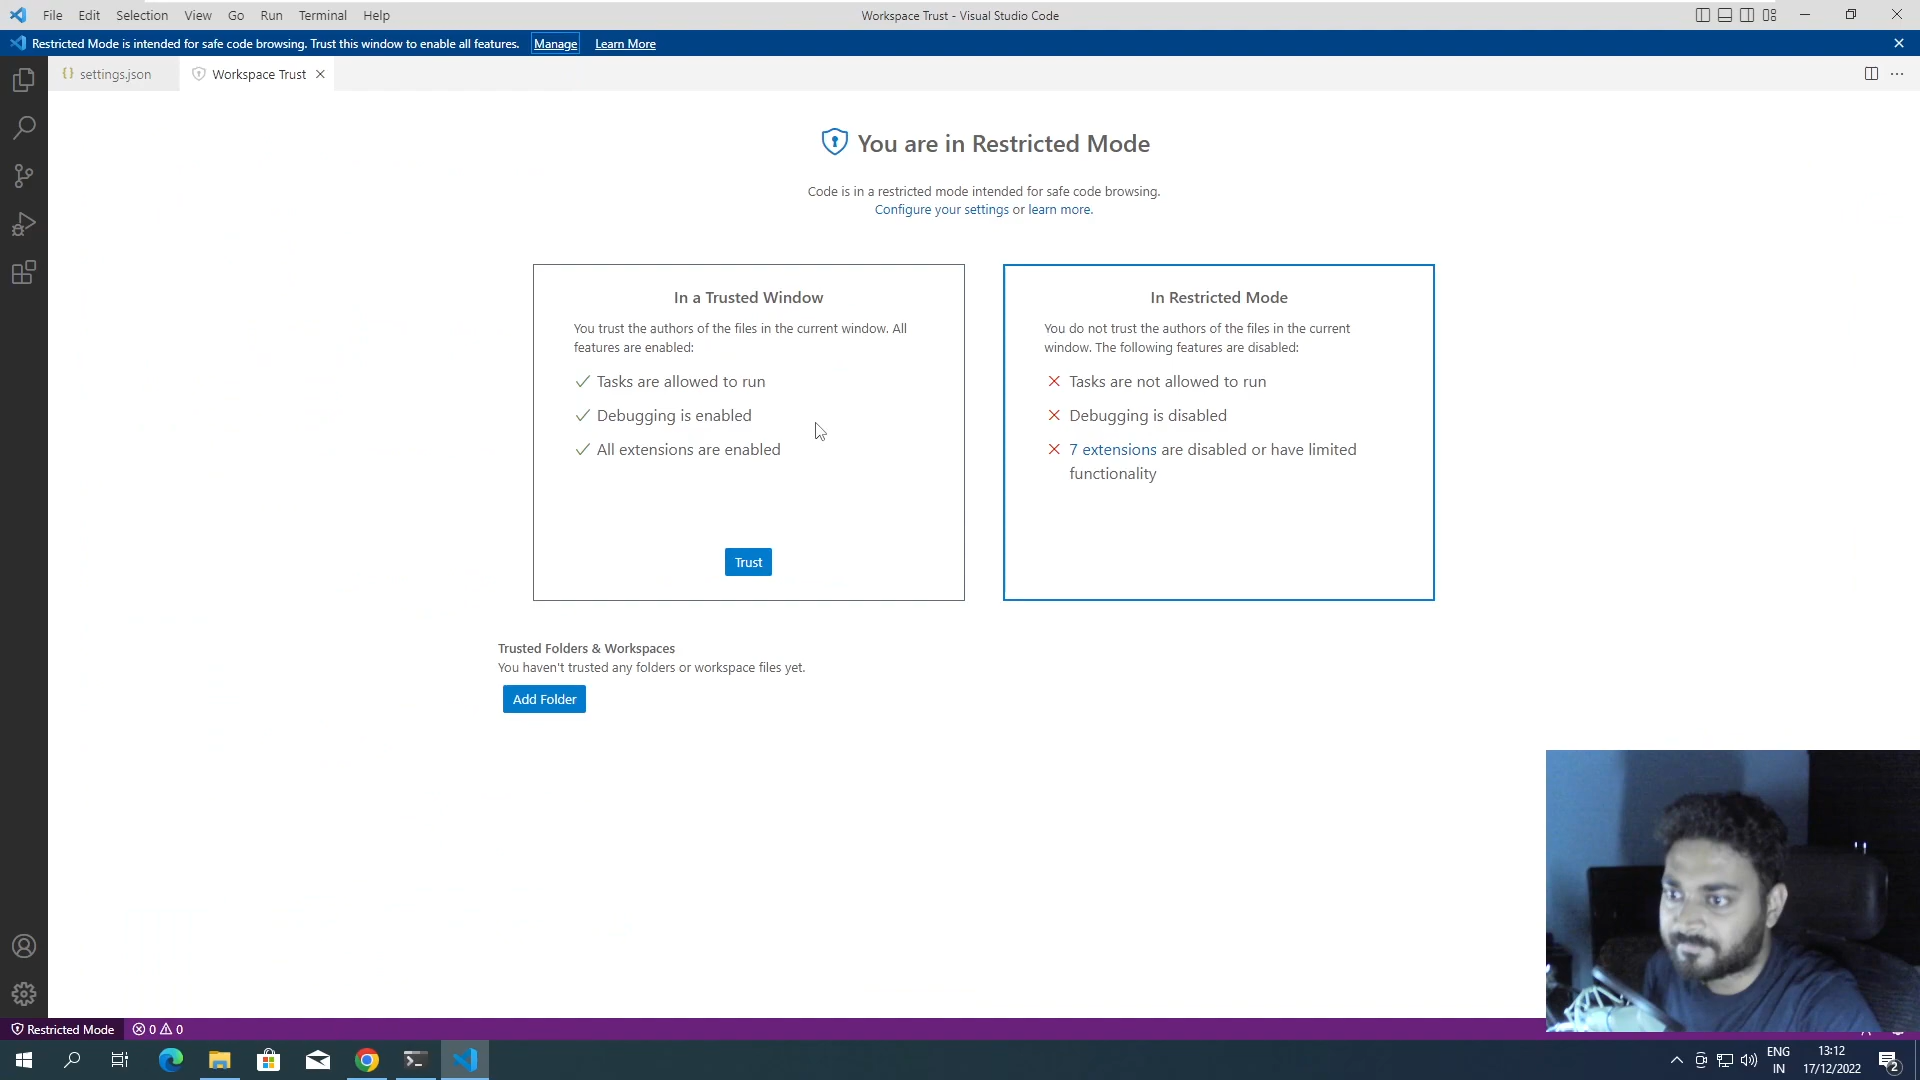 File Edit Selection View Go Run Terminal Help
Workspace Trust - Visual Studio Code
Restricted Mode is intended for safe code browsing. Trust this window to enable all features. Manage Learn More
{} settings.json
Workspace Trust
You are in Restricted Mode
Code is in a restricted mode intended for safe code browsing.
Configure your settings or learn more.
In a Trusted Window
You trust the authors of the files in the current window. All
features are enabled:
Tasks are allowed to run
Debugging is enabled
All extensions are enabled
Trust
In Restricted Mode
You do not trust the authors of the files in the current
window. The following features are disabled:
Tasks are not allowed to run
Debugging is disabled
7 extensions are disabled or have limited
functionality
Trusted Folders & Workspaces
You haven't trusted any folders or workspace files yet.
Add Folder
Restricted Mode 0 0
ENG
IN
13:12
17/12/2022
2